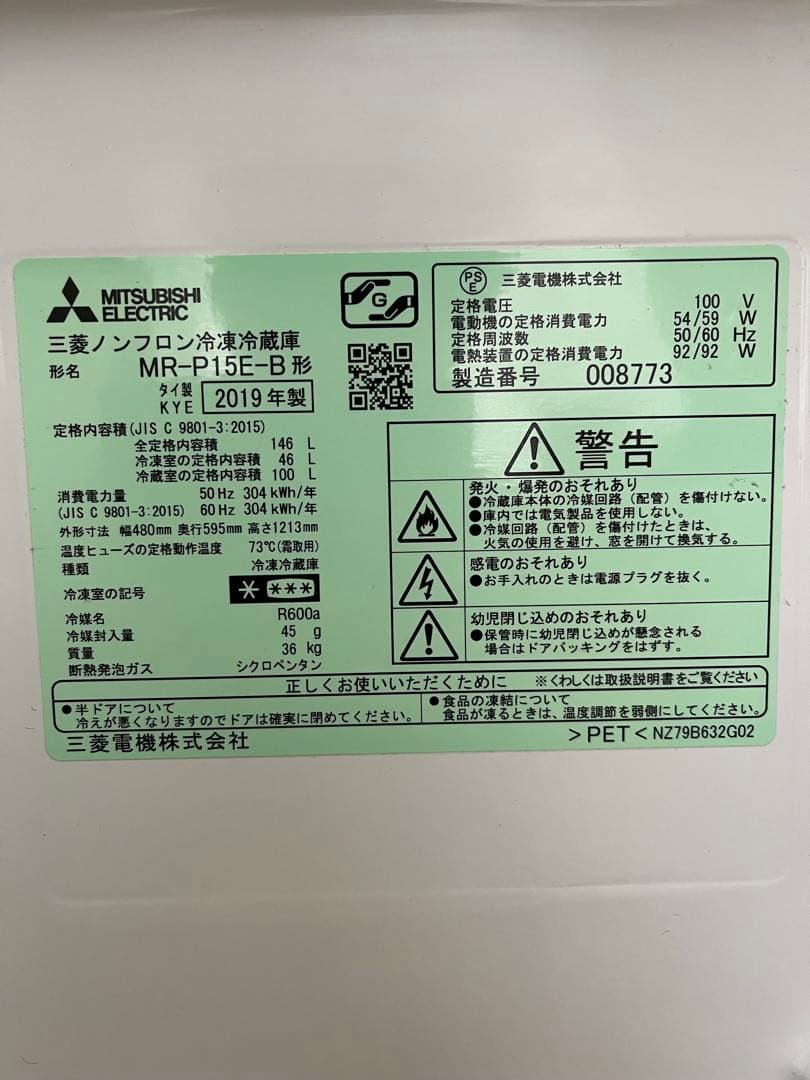 MITSUBISHI
ELECTRIC
G
三菱ノンフロン冷凍冷蔵庫
形名 MR-P15E-B 形
タイ製
KYE 2019年製
定格内容積(JIS C 9801-3:2015)
全定格内容積 146 L
冷凍室の定格内容積 46 L
冷蔵室の定格内容積 100 L
消費電力量 50Hz 304kWh/年
(JIS C 9801-3:2015) 60Hz 304kWh/年
外形寸法 幅480mm 奥行595mm 高さ1213mm
温度ヒューズの定格動作温度 73℃(霜取用)
種類 冷凍冷蔵庫
冷凍室の記号 * ***
冷媒名 R600a
冷媒封入量 45 g
質量 36 kg
断熱発泡ガス シクロペンタン
PS
E
三菱電機株式会社
定格電圧 100 V
電動機の定格消費電力 54/59 W
定格周波数 50/60 Hz
電熱装置の定格消費電力 92/92 W
製造番号 008773
警告
発火・爆発のおそれあり
●冷蔵庫本体の冷媒回路(配管)を傷付けない。
●庫内では電気製品を使用しない。
●冷媒回路(配管)を傷付けたときは、
火気の使用を避け、窓を開けて換気する。
感電のおそれあり
●お手入れのときは電源プラグを抜く。
幼児閉じ込めのおそれあり
●保管時に幼児閉じ込めが懸念される
場合はドアパッキングをはずす。
正しくお使いいただくために ※くわしくは取扱説明書をご覧ください
●半ドアについて
冷えが悪くなりますのでドアは確実に閉めてください。
●食品の凍結について
食品が凍るときは、温度調節を弱側にしてください。
三菱電機株式会社
>PET< NZ79B632G02